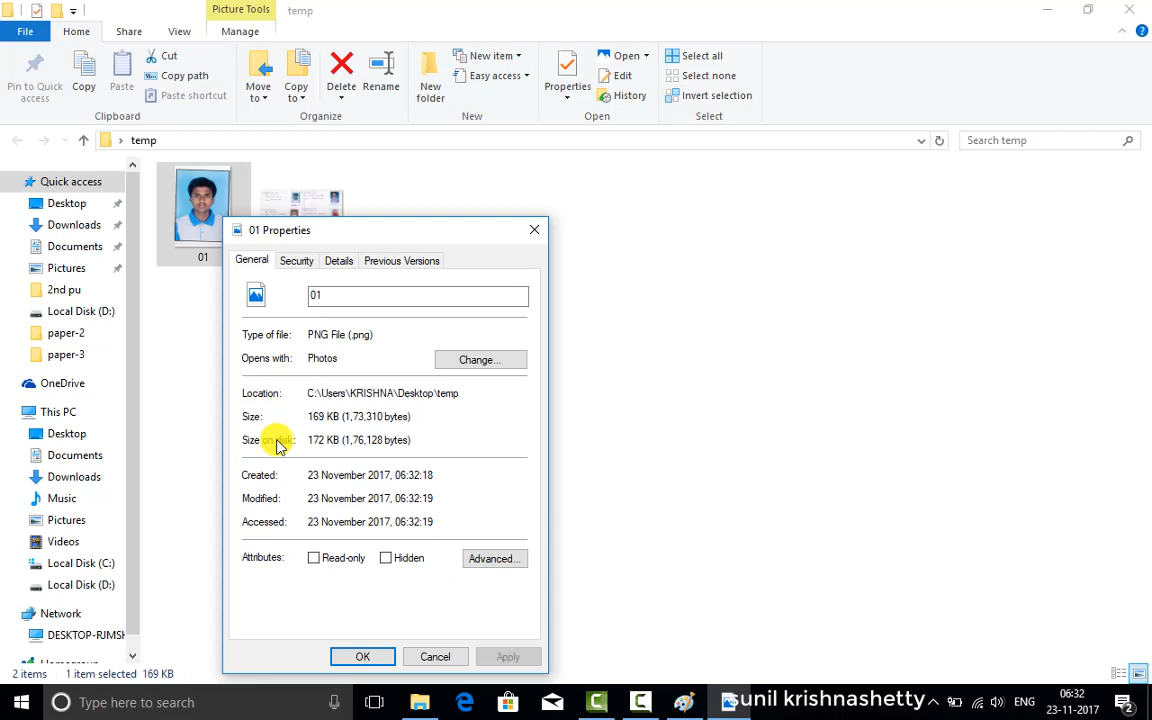 Picture Tools
temp
File
Home
Share
View
Manage
Pin to Quick access
Copy
Paste
Cut
Copy path
Paste shortcut
Clipboard
Move to
Copy to
Delete
Rename
Organize
New folder
New item
Easy access
New
Properties
Open
Edit
History
Open
Select all
Select none
Invert selection
Select
temp
Search temp
Quick access
Desktop
Downloads
Documents
Pictures
2nd pu
Local Disk (D:)
paper-2
paper-3
OneDrive
This PC
Desktop
Documents
Downloads
Music
Pictures
Videos
Local Disk (C:)
Local Disk (D:)
Network
DESKTOP-RJMSH
01
01 Properties
General
Security
Details
Previous Versions
01
Type of file: PNG File (.png)
Opens with: Photos
Change...
Location: C:\Users\KRISHNA\Desktop\temp
Size: 169 KB (1,73,310 bytes)
Size on disk: 172 KB (1,76,128 bytes)
Created: 23 November 2017, 06:32:18
Modified: 23 November 2017, 06:32:19
Accessed: 23 November 2017, 06:32:19
Attributes: Read-only Hidden Advanced...
OK Cancel Apply
2 items 1 item selected 169 KB
Type here to search
sunil krishnashetty
ENG
06:32
23-11-2017
2